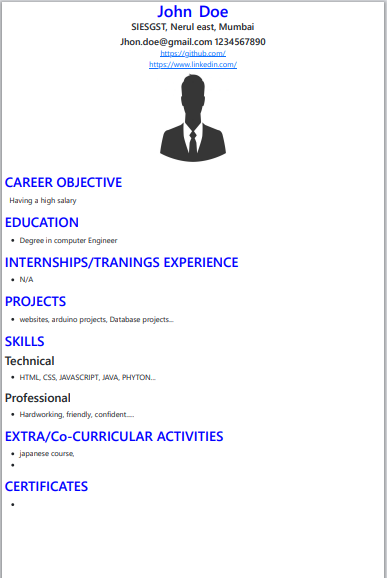 John Doe
SIESGST, Nerul east, Mumbai
Jhon.doe@gmail.com 1234567890
https://github.com/
https://www.linkedin.com/
CAREER OBJECTIVE
Having a high salary
EDUCATION
• Degree in computer Engineer
INTERNSHIPS/TRANINGS EXPERIENCE
• N/A
PROJECTS
• websites, arduino projects, Database projects...
SKILLS
Technical
• HTML, CSS, JAVASCRIPT, JAVA, PHYTON...
Professional
• Hardworking, friendly, confident....
EXTRA/Co-CURRICULAR ACTIVITIES
• japanese course,
•
CERTIFICATES
•